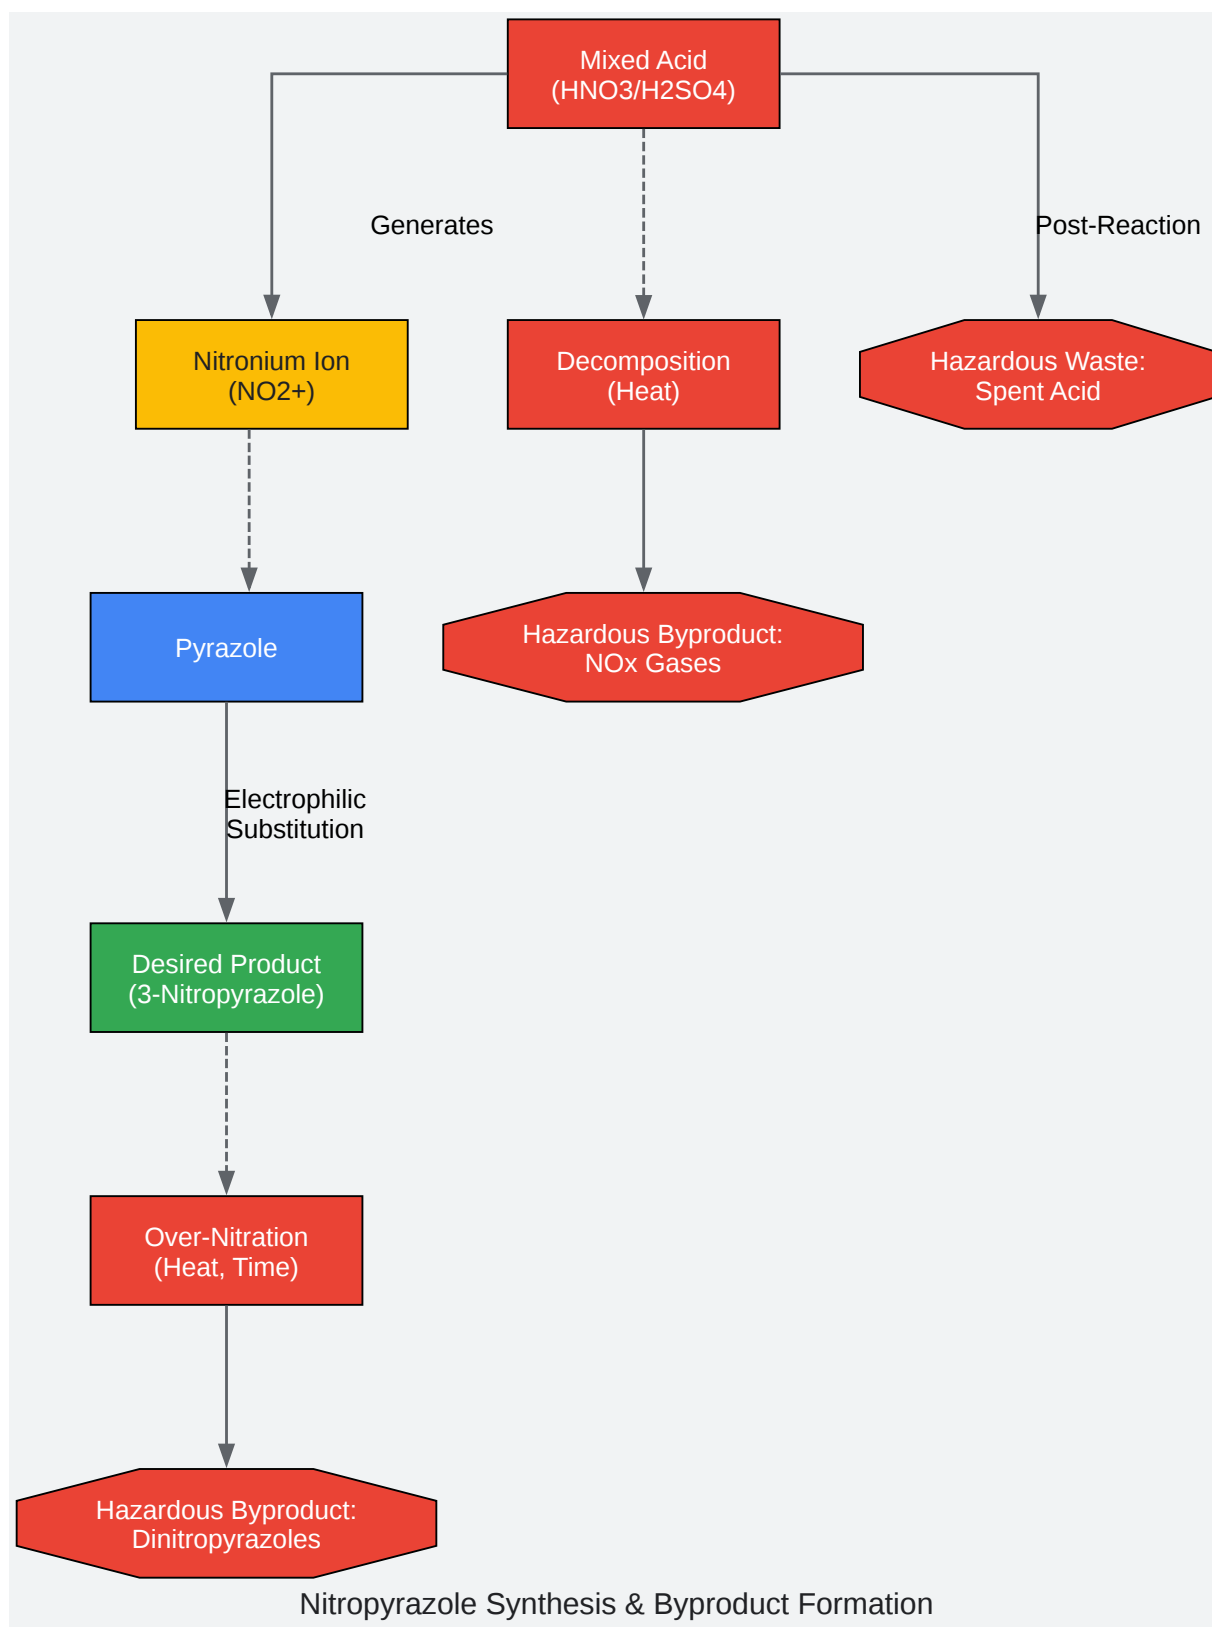 Mixed Acid
(HNO3/H2SO4)
Generates
Post-Reaction
Nitronium Ion
(NO2+)
Decomposition
(Heat)
Hazardous Waste:
Spent Acid
Pyrazole
Hazardous Byproduct:
NOx Gases
Electrophilic
Substitution
Desired Product
(3-Nitropyrazole)
Over-Nitration
(Heat, Time)
Hazardous Byproduct:
Dinitropyrazoles
Nitropyrazole Synthesis & Byproduct Formation